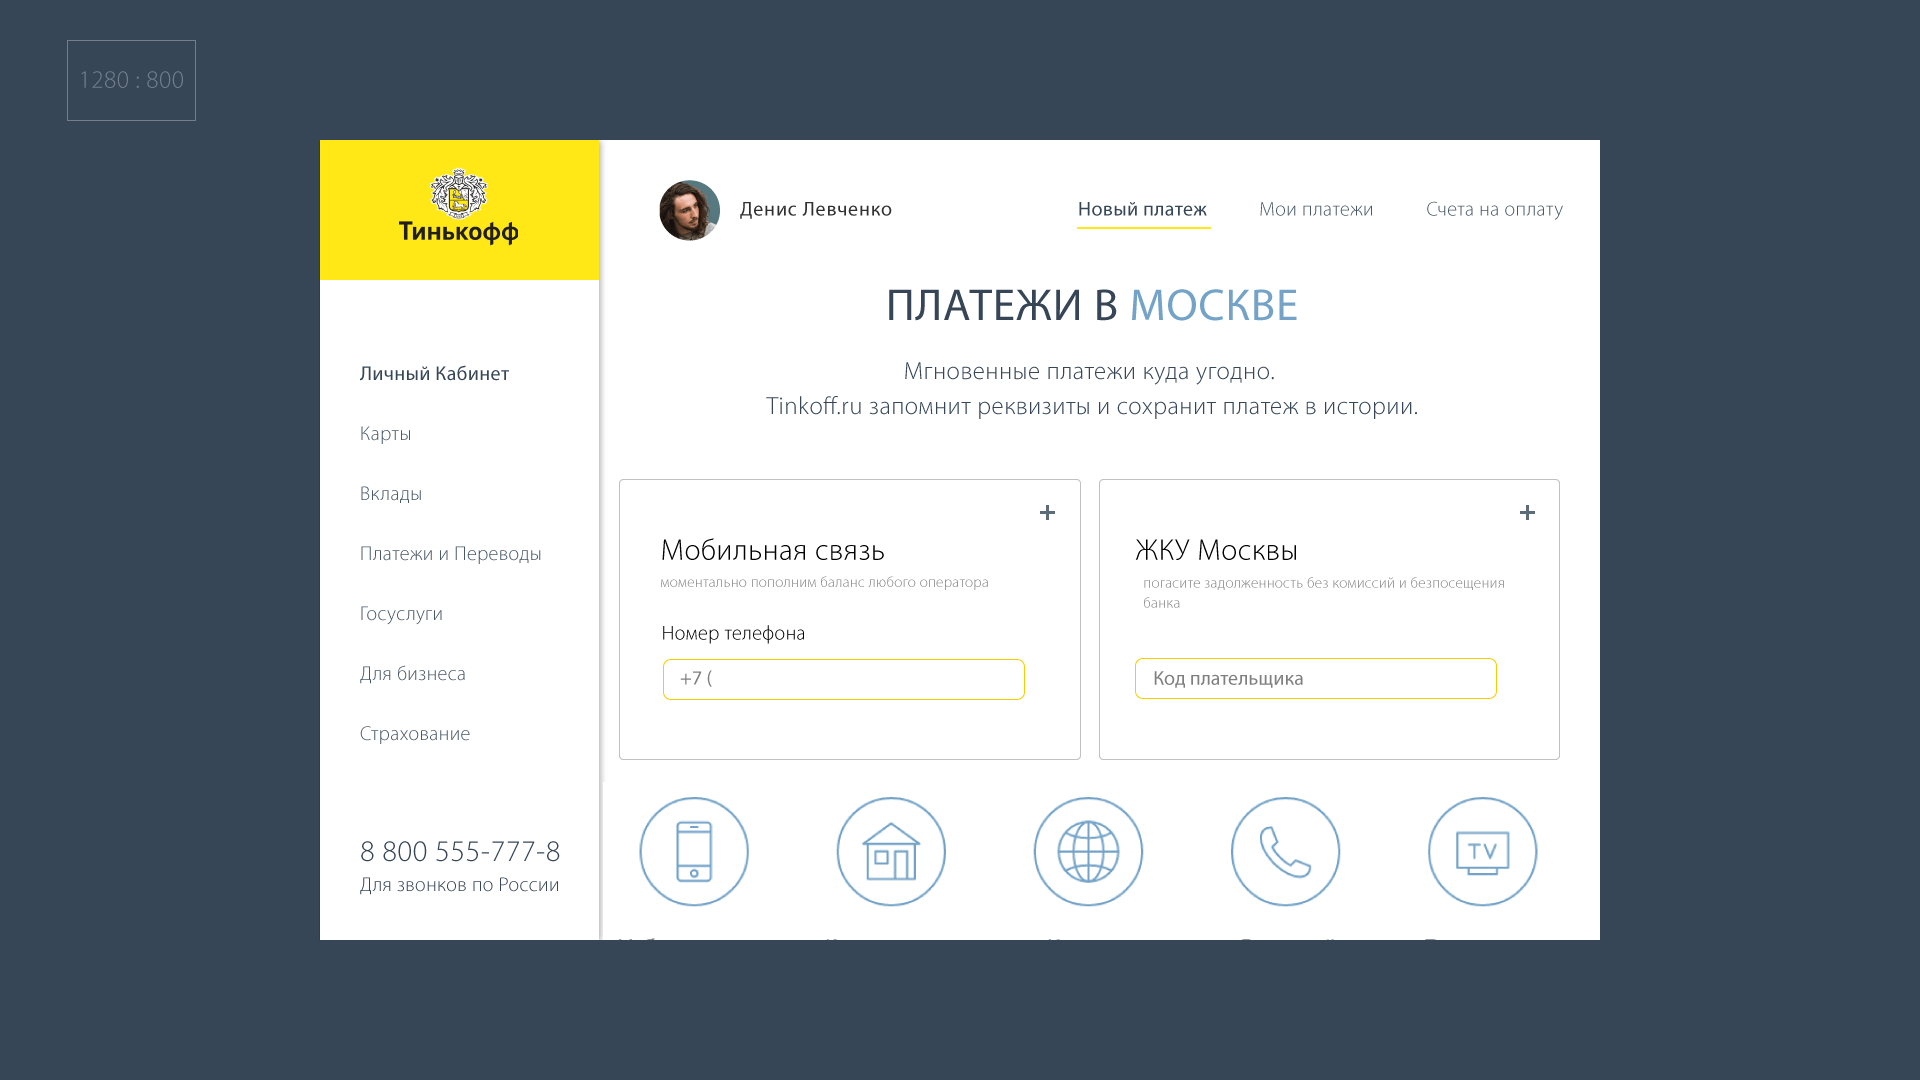 1280 : 800
Тинькофф
Денис Левченко
Новый платеж
Мои платежи
Счета на оплату
ПЛАТЕЖИ В МОСКВЕ
Мгновенные платежи куда угодно.
Tinkoff.ru запомнит реквизиты и сохранит платеж в истории.
Личный Кабинет
Карты
Вклады
Платежи и Переводы
Госуслуги
Для бизнеса
Страхование
8 800 555-777-8
Для звонков по России
Мобильная связь
моментально пополним баланс любого оператора
Номер телефона
+7 (
ЖКУ Москвы
погасите задолженность без комиссий и безпосещения
банка
Код плательщика
TV